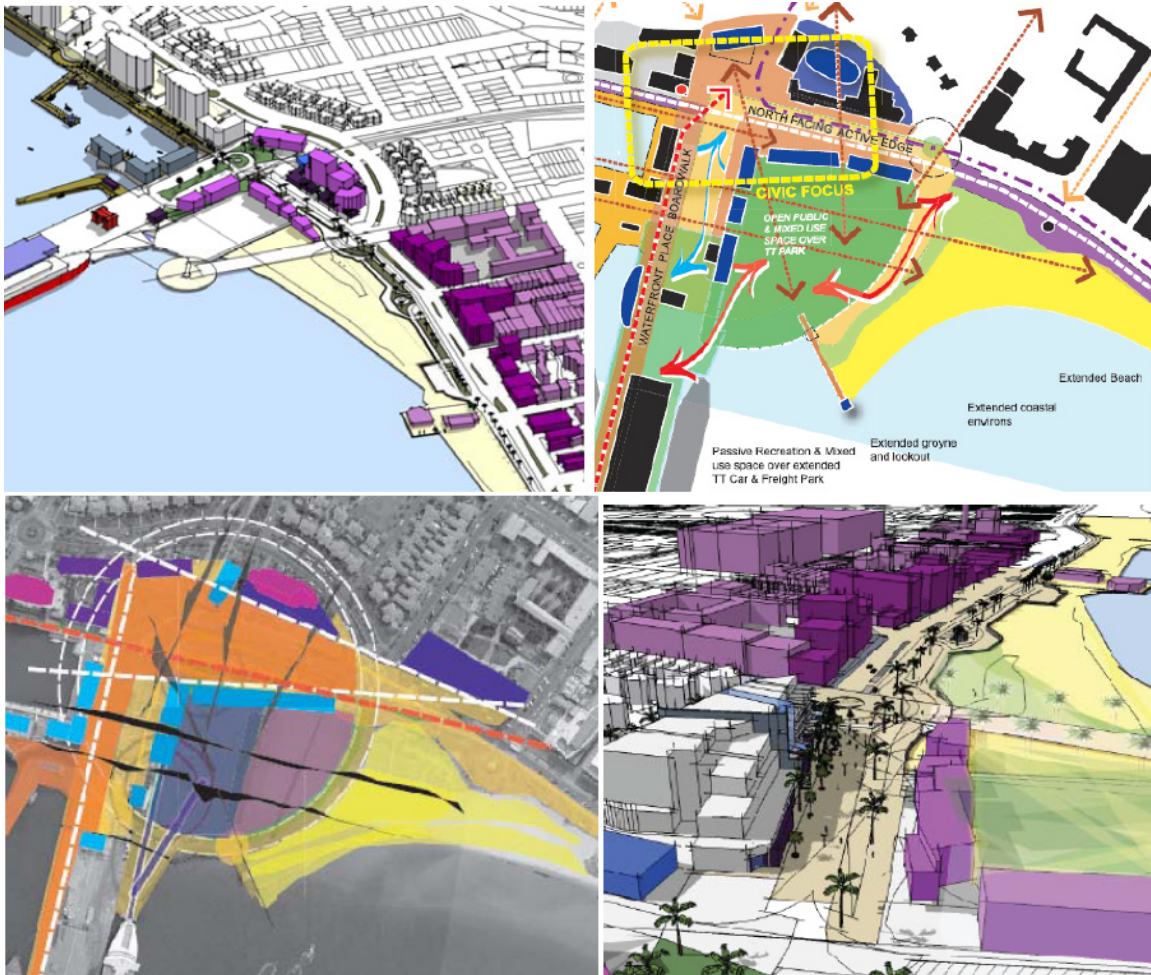 NORTH FACING ACTIVE EDGE
CIVIC FOCUS
OPEN PUBLIC
& MIXED USE
SPACE OVER
TT PARK
WATERFRONT PLACE BOARDWALK
Extended Beach
Extended coastal
environs
Extended groyne
and lookout
Passive Recreation & Mixed
use space over extended
TT Car & Freight Park